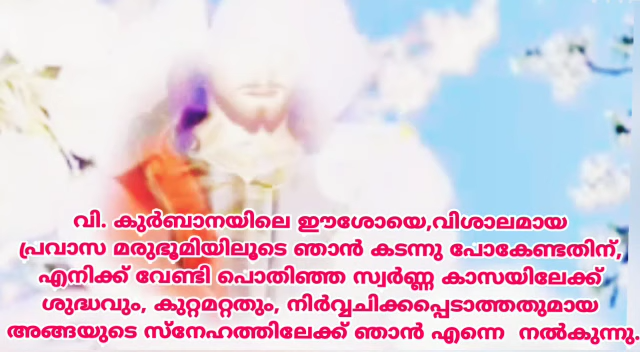 വി. കുർബാനയിലെ ഈശോയെ,വിശാലമായ
പ്രവാസ മരുഭൂമിയിലൂടെ ഞാൻ കടന്നു പോകേണ്ടതിന്,
എനിക്ക് വേണ്ടി പൊതിഞ്ഞ സ്വർണ്ണ കാസയിലേക്ക്
ശുദ്ധവും, കുറ്റമറ്റതും, നിർവ്വചിക്കപ്പെടാത്തതുമായ
അങ്ങയുടെ സ്നേഹത്തിലേക്ക് ഞാൻ എന്നെ നൽകുന്നു.